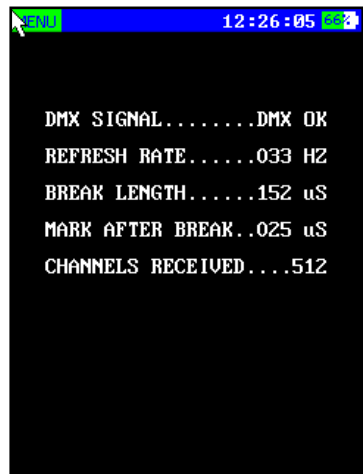 MENU 12:26:05 66%
DMX SIGNAL........DMX OK
REFRESH RATE......033 HZ
BREAK LENGTH......152 uS
MARK AFTER BREAK..025 uS
CHANNELS RECEIVED....512